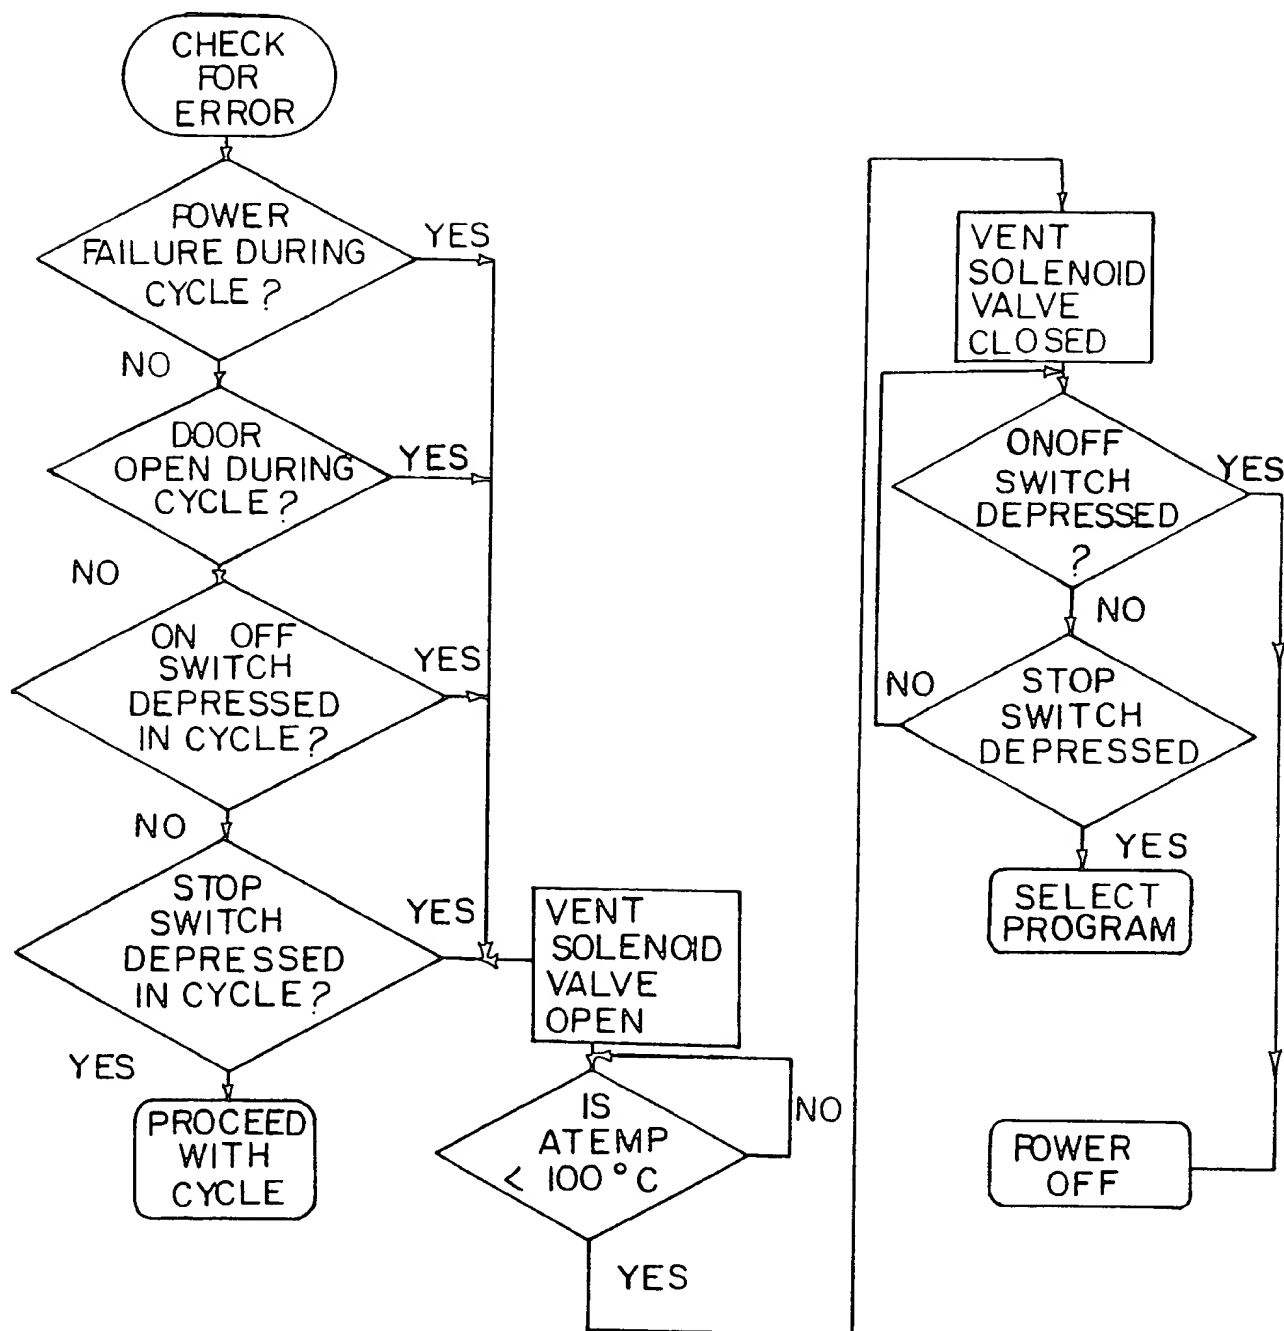 CHECK
FOR
ERROR
POWER
FAILURE DURING
CYCLE?
YES
NO
DOOR
OPEN DURING
CYCLE?
YES
NO
ON OFF
SWITCH
DEPRESSED
IN CYCLE?
YES
NO
STOP
SWITCH
DEPRESSED
IN CYCLE?
YES
YES
PROCEED
WITH
CYCLE
VENT
SOLENOID
VALVE
OPEN
IS
ATEMP
< 100°C
NO
YES
VENT
SOLENOID
VALVE
CLOSED
ONOFF
SWITCH
DEPRESSED
?
YES
NO
STOP
SWITCH
DEPRESSED
NO
YES
SELECT
PROGRAM
POWER
OFF